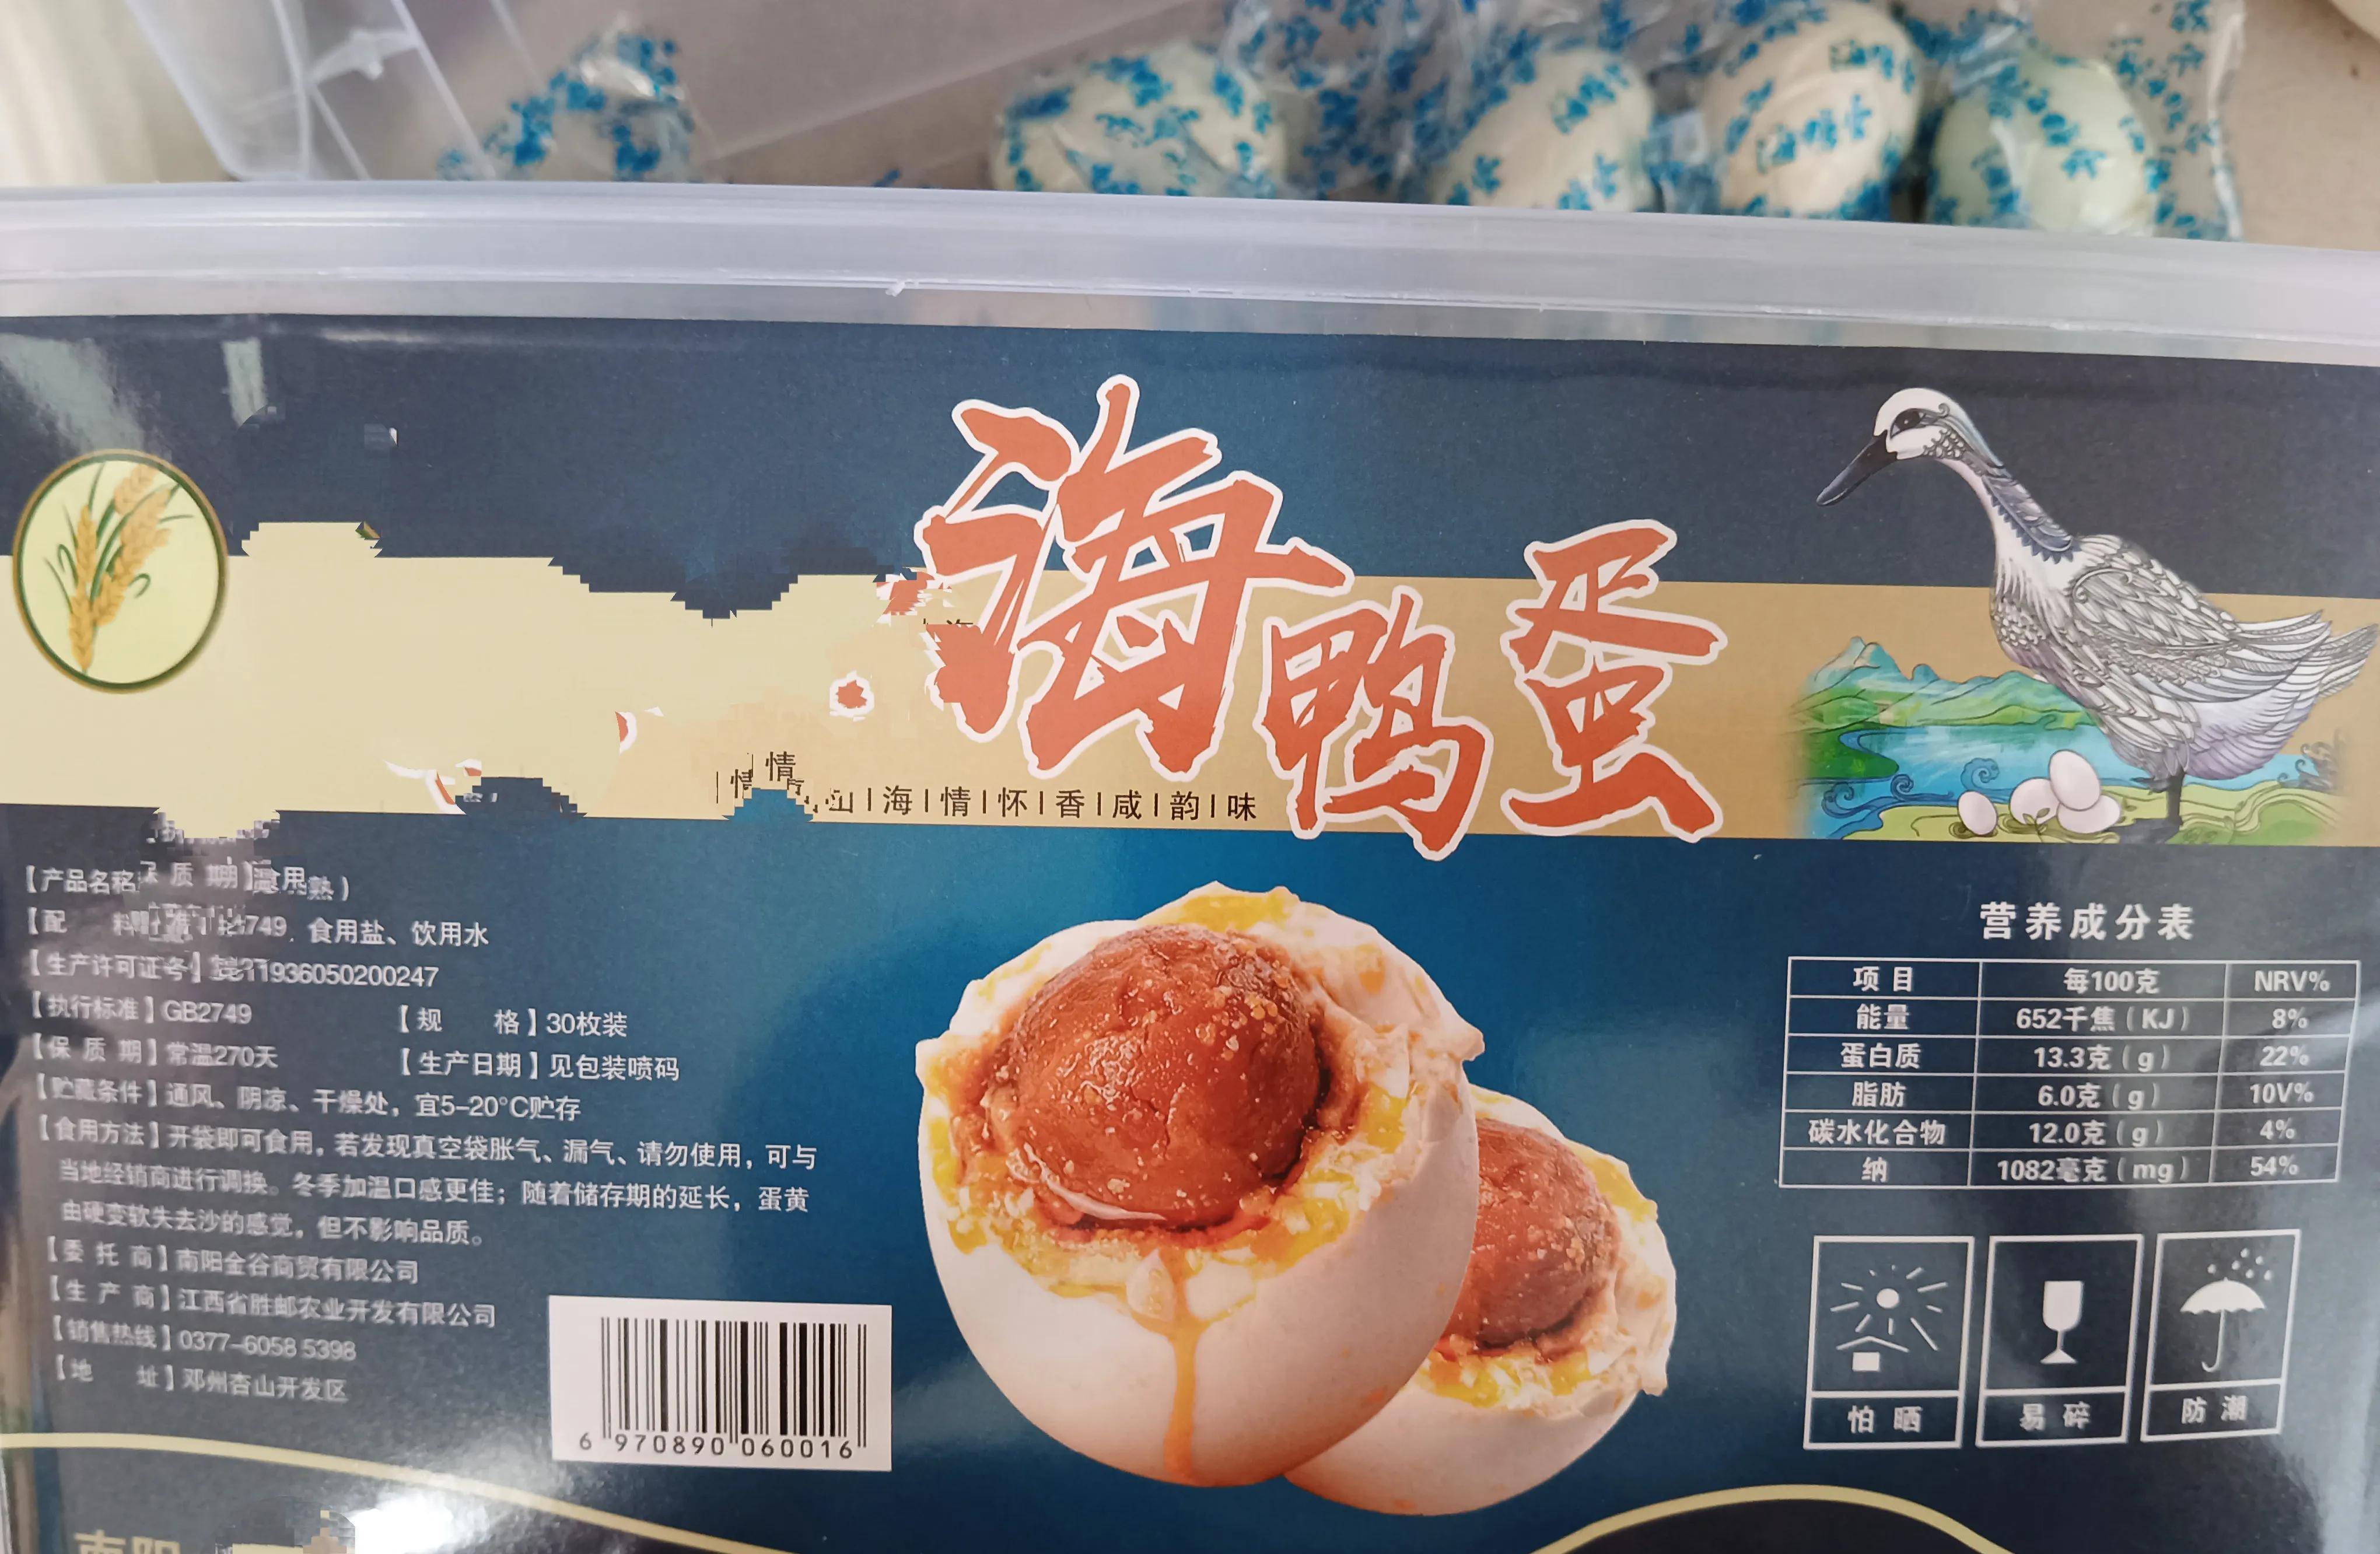 海鸭蛋
海鸭蛋
山|海|情|怀|香|咸|韵|味
【产品名称
质 期】食用
熟）
【配 料
749
食用盐、饮用水
【生产许可证号】
11936050200247
【执行标准】GB2749 【规 格】30枚装
【保 质 期】常温270天 【生产日期】见包装喷码
【贮藏条件】通风、阴凉、干燥处，宜5-20°C贮存
【食用方法】开袋即可食用，若发现真空袋胀气、漏气、请勿使用，可与
当地经销商进行调换。冬季加温口感更佳；随着储存期的延长，蛋黄
由硬变软失去沙的感觉，但不影响品质。
【委 托 商】南阳金谷商贸有限公司
【生 产 商】江西省胜邮农业开发有限公司
【销售热线】0377-6058 5398
【地 址】邓州杏山开发区
6 970890 060016
营养成分表
项目 每100克 NRV%
能量 652千焦（KJ） 8%
蛋白质 13.3克（g） 22%
脂肪 6.0克（g） 10V%
碳水化合物 12.0克（g） 4%
纳 1082毫克（mg） 54%
怕 晒
易 碎
防 潮
南阳